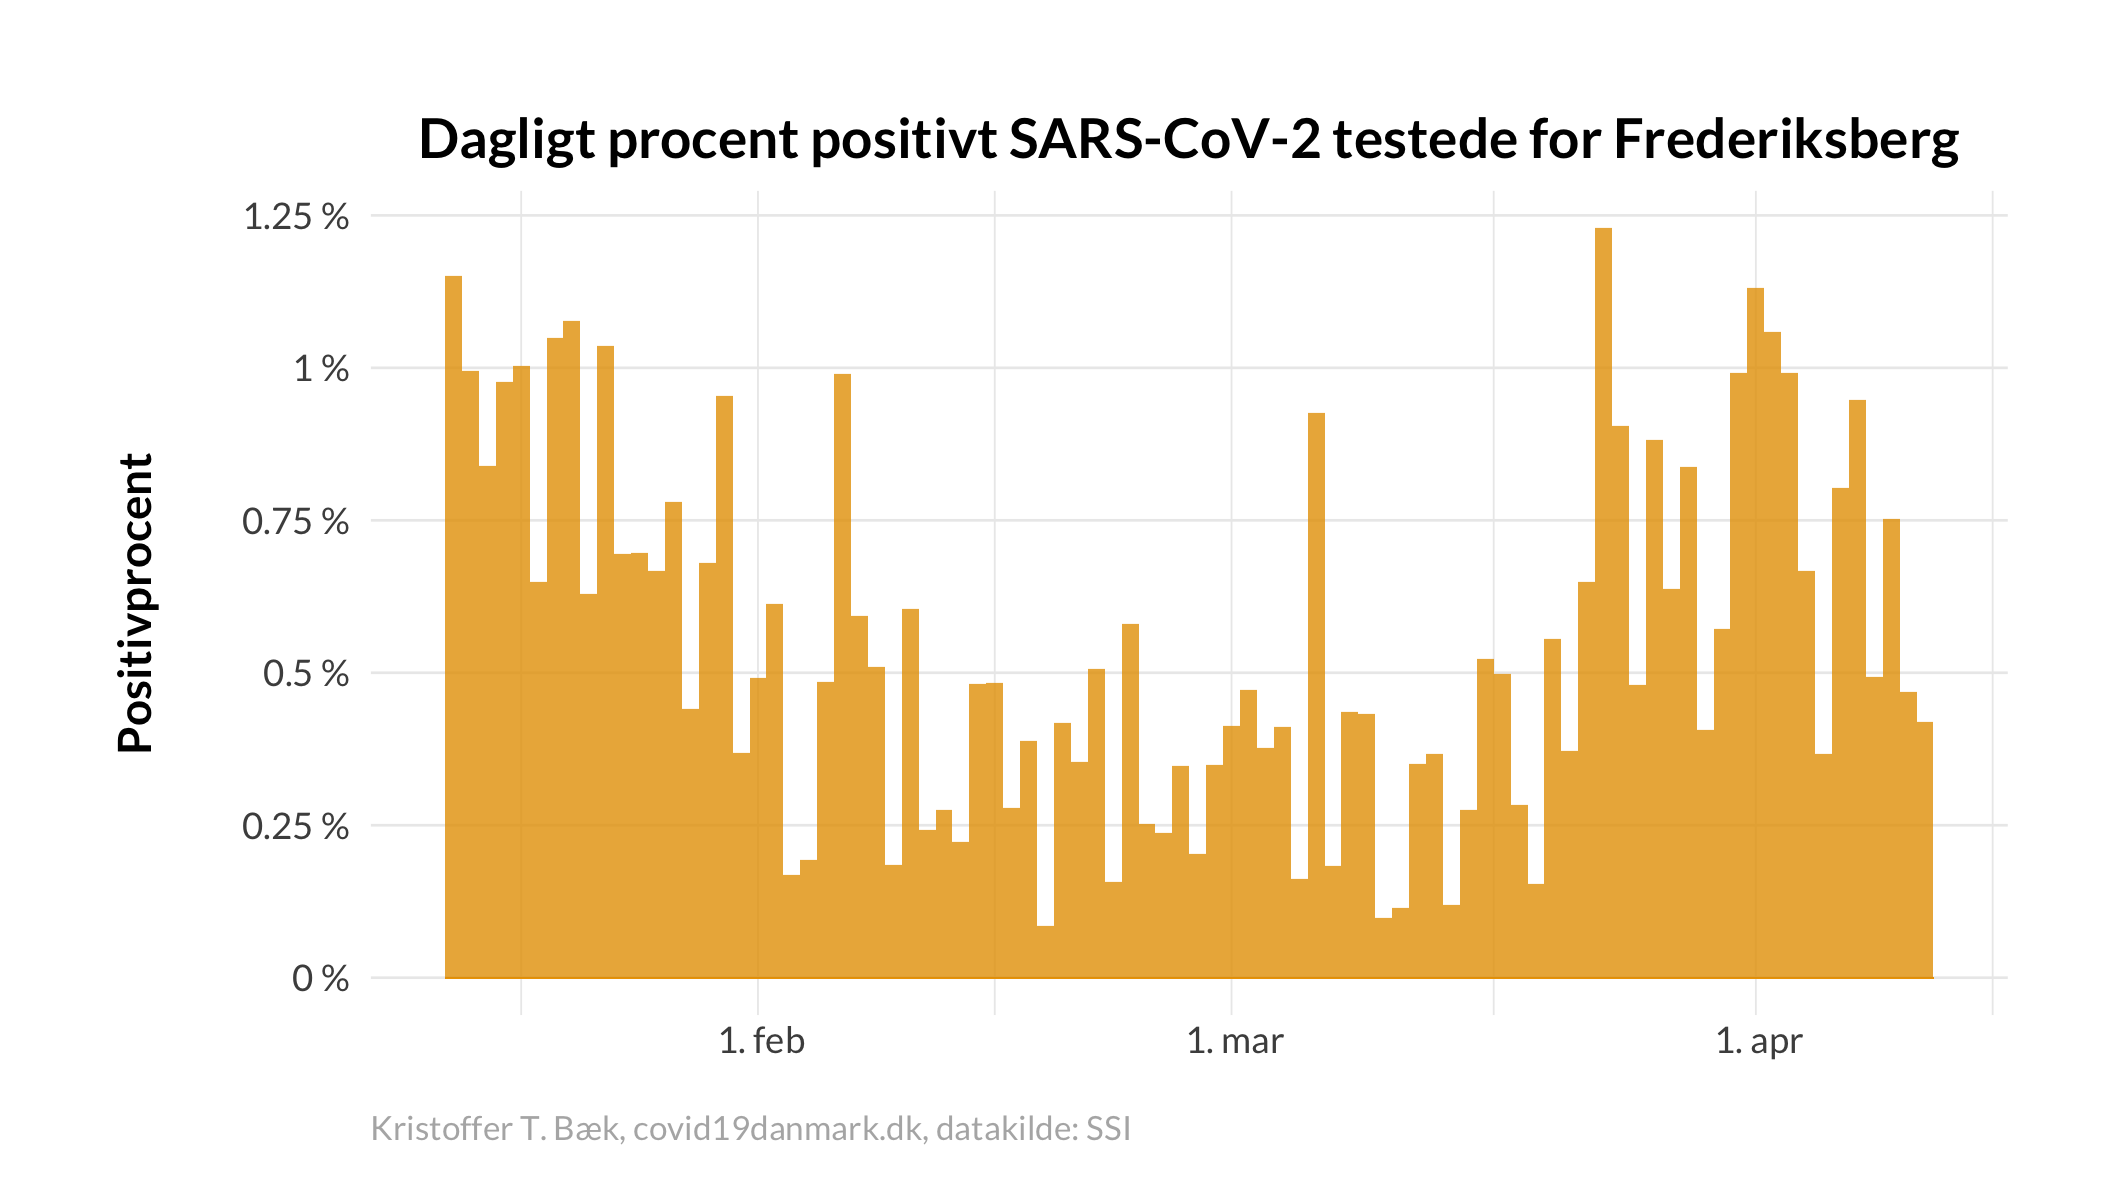 Dagligt procent positivt SARS-CoV-2 testede for Frederiksberg
1.25 %
1 %
0.75 %
0.5 %
0.25 %
0 %
Positivprocent
1. feb
1. mar
1. apr
Kristoffer T. Bæk, covid19danmark.dk, datakilde: SSI